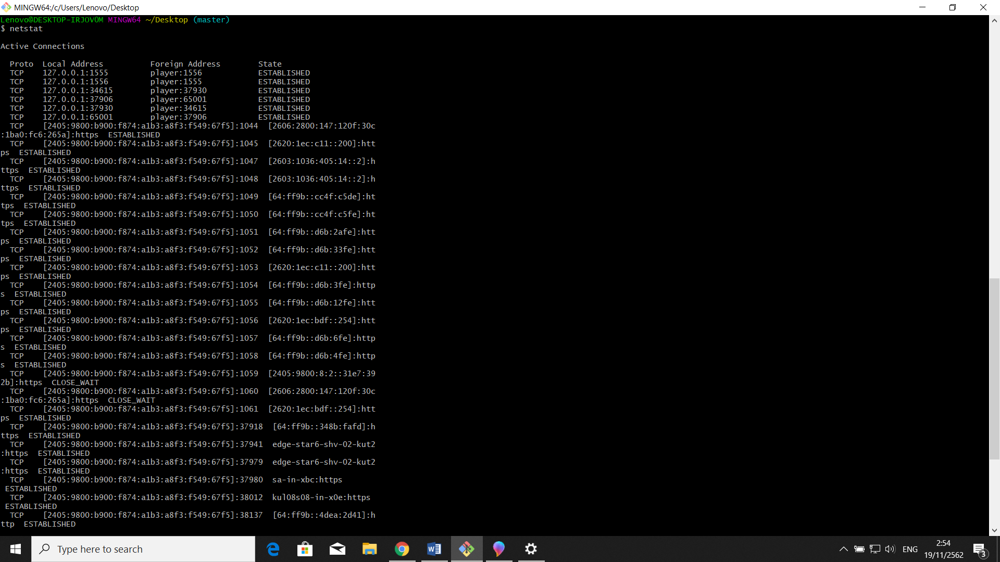 MINGW64:/c/Users/Lenovo/Desktop
Lenovo@DESKTOP-IRJOV0M MINGW64 ~/Desktop (master)
$ netstat
Active Connections
  Proto  Local Address          Foreign Address        State
  TCP    127.0.0.1:1555         player:1556            ESTABLISHED
  TCP    127.0.0.1:1556         player:1555            ESTABLISHED
  TCP    127.0.0.1:34615        player:37930           ESTABLISHED
  TCP    127.0.0.1:37906        player:65001           ESTABLISHED
  TCP    127.0.0.1:37930        player:34615           ESTABLISHED
  TCP    127.0.0.1:65001        player:37906           ESTABLISHED
  TCP    [2405:9800:b900:f874:a1b3:a8f3:f549:67f5]:1044  [2606:2800:147:120f:30c
:1ba0:fc6:265a]:https  ESTABLISHED
  TCP    [2405:9800:b900:f874:a1b3:a8f3:f549:67f5]:1045  [2620:1ec:c11::200]:htt
ps  ESTABLISHED
  TCP    [2405:9800:b900:f874:a1b3:a8f3:f549:67f5]:1047  [2603:1036:405:14::2]:h
ttps  ESTABLISHED
  TCP    [2405:9800:b900:f874:a1b3:a8f3:f549:67f5]:1048  [2603:1036:405:14::2]:h
ttps  ESTABLISHED
  TCP    [2405:9800:b900:f874:a1b3:a8f3:f549:67f5]:1049  [64:ff9b::cc4f:c5de]:ht
tps  ESTABLISHED
  TCP    [2405:9800:b900:f874:a1b3:a8f3:f549:67f5]:1050  [64:ff9b::cc4f:c5fe]:ht
tps  ESTABLISHED
  TCP    [2405:9800:b900:f874:a1b3:a8f3:f549:67f5]:1051  [64:ff9b::d6b:2afe]:htt
ps  ESTABLISHED
  TCP    [2405:9800:b900:f874:a1b3:a8f3:f549:67f5]:1052  [64:ff9b::d6b:33fe]:htt
ps  ESTABLISHED
  TCP    [2405:9800:b900:f874:a1b3:a8f3:f549:67f5]:1053  [2620:1ec:c11::200]:htt
ps  ESTABLISHED
  TCP    [2405:9800:b900:f874:a1b3:a8f3:f549:67f5]:1054  [64:ff9b::d6b:3fe]:http
s  ESTABLISHED
  TCP    [2405:9800:b900:f874:a1b3:a8f3:f549:67f5]:1055  [64:ff9b::d6b:12fe]:htt
ps  ESTABLISHED
  TCP    [2405:9800:b900:f874:a1b3:a8f3:f549:67f5]:1056  [2620:1ec:bdf::254]:htt
ps  ESTABLISHED
  TCP    [2405:9800:b900:f874:a1b3:a8f3:f549:67f5]:1057  [64:ff9b::d6b:6fe]:http
s  ESTABLISHED
  TCP    [2405:9800:b900:f874:a1b3:a8f3:f549:67f5]:1058  [64:ff9b::d6b:4fe]:http
s  ESTABLISHED
  TCP    [2405:9800:b900:f874:a1b3:a8f3:f549:67f5]:1059  [2405:9800:8:2::31e7:39
2b]:https  CLOSE_WAIT
  TCP    [2405:9800:b900:f874:a1b3:a8f3:f549:67f5]:1060  [2606:2800:147:120f:30c
:1ba0:fc6:265a]:https  CLOSE_WAIT
  TCP    [2405:9800:b900:f874:a1b3:a8f3:f549:67f5]:1061  [2620:1ec:bdf::254]:htt
ps  ESTABLISHED
  TCP    [2405:9800:b900:f874:a1b3:a8f3:f549:67f5]:37918  [64:ff9b::348b:fafd]:h
ttps  ESTABLISHED
  TCP    [2405:9800:b900:f874:a1b3:a8f3:f549:67f5]:37941  edge-star6-shv-02-kut2
:https  ESTABLISHED
  TCP    [2405:9800:b900:f874:a1b3:a8f3:f549:67f5]:37979  edge-star6-shv-02-kut2
:https  ESTABLISHED
  TCP    [2405:9800:b900:f874:a1b3:a8f3:f549:67f5]:37980  sa-in-xbc:https
 ESTABLISHED
  TCP    [2405:9800:b900:f874:a1b3:a8f3:f549:67f5]:38012  kul08s08-in-x0e:https
 ESTABLISHED
  TCP    [2405:9800:b900:f874:a1b3:a8f3:f549:67f5]:38137  [64:ff9b::4dea:2d41]:h
ttp  ESTABLISHED
Type here to search
ENG
2:54
19/11/2562
3